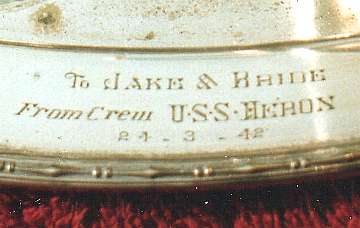 To JAKE & BRIDE
From Crew U·S·S·HERON
24-3-42